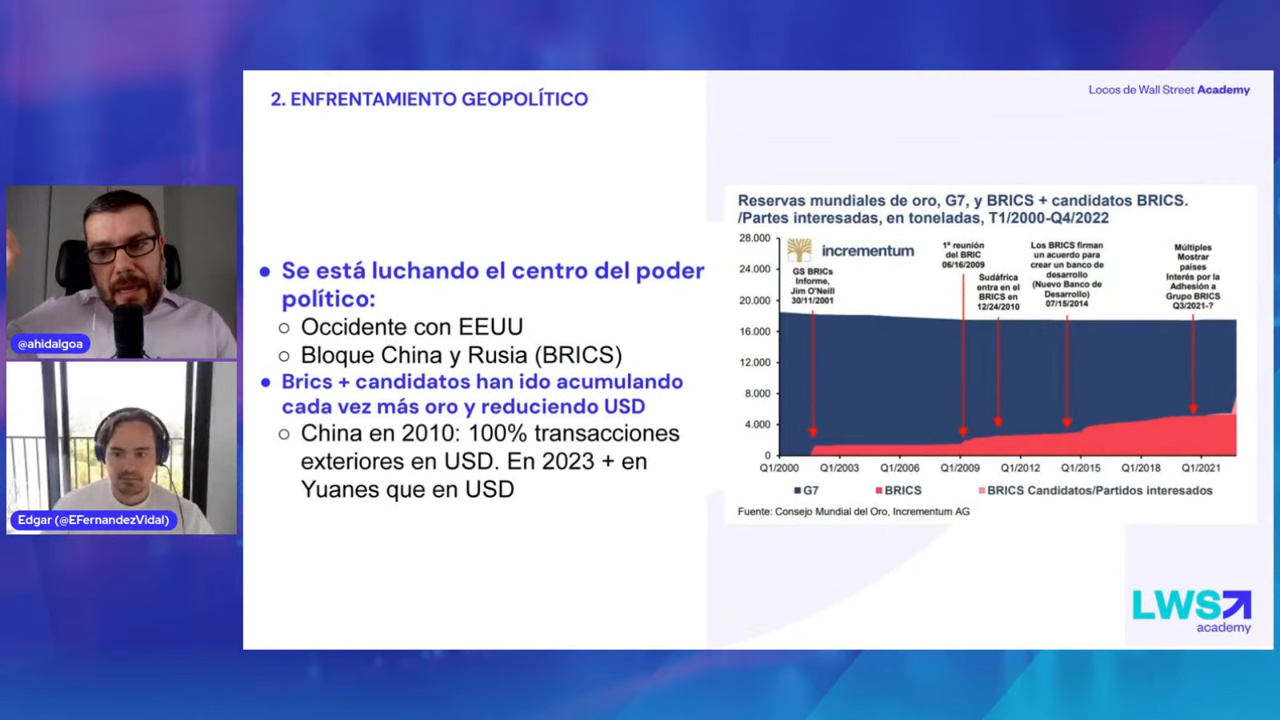 2. ENFRENTAMIENTO GEOPOLÍTICO
Locos de Wall Street Academy
@ahidalgoa
Edgar (@EFernandezVidal)
● Se está luchando el centro del poder
político:
○ Occidente con EEUU
○ Bloque China y Rusia (BRICS)
● Brics + candidatos han ido acumulando
cada vez más oro y reduciendo USD
○ China en 2010: 100% transacciones
exteriores en USD. En 2023 + en
Yuanes que en USD
Reservas mundiales de oro, G7, y BRICS + candidatos BRICS.
/Partes interesadas, en toneladas, T1/2000-Q4/2022
28.000
24.000
20.000
16.000
12.000
8.000
4.000
0
incrementum
GS BRICs
Informe,
Jim O'Neill
30/11/2001
1ª reunión
del BRIC
06/16/2009
Sudáfrica
entra en el
BRICS en
12/24/2010
Los BRICS firman
un acuerdo para
crear un banco de
desarrollo
(Nuevo Banco de
Desarrollo)
07/15/2014
Múltiples
Mostrar
países
Interés por la
Adhesión a
Grupo BRICS
Q3/2021-?
Q1/2000 Q1/2003 Q1/2006 Q1/2009 Q1/2012 Q1/2015 Q1/2018 Q1/2021
G7 BRICS BRICS Candidatos/Partidos interesados
Fuente: Consejo Mundial del Oro, Incrementum AG
LWS
academy